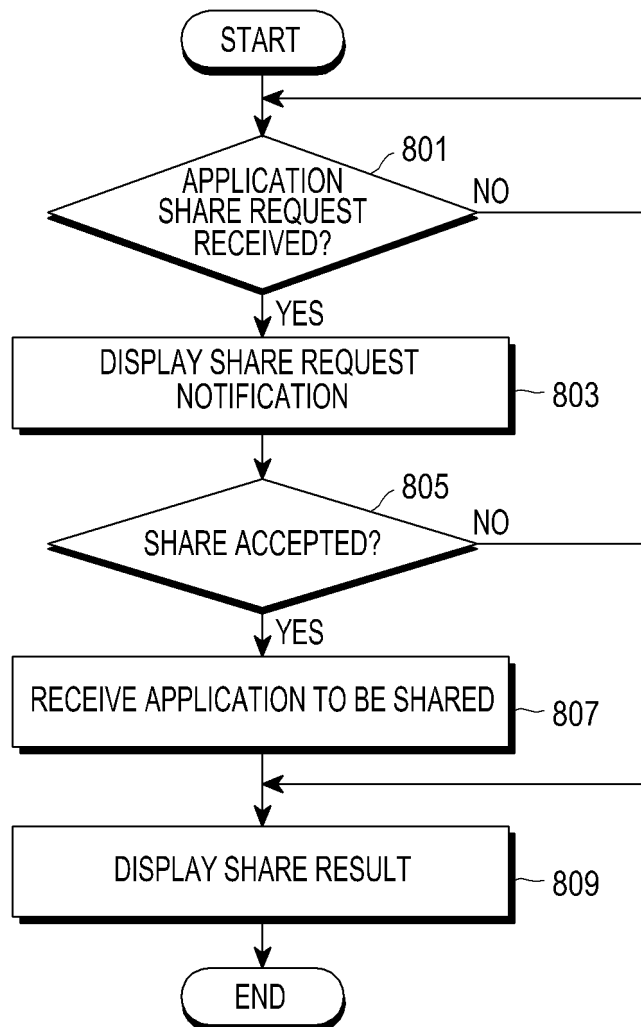 START
801
APPLICATION
SHARE REQUEST
RECEIVED?
NO
YES
DISPLAY SHARE REQUEST
NOTIFICATION
803
805
SHARE ACCEPTED?
NO
YES
RECEIVE APPLICATION TO BE SHARED
807
DISPLAY SHARE RESULT
809
END